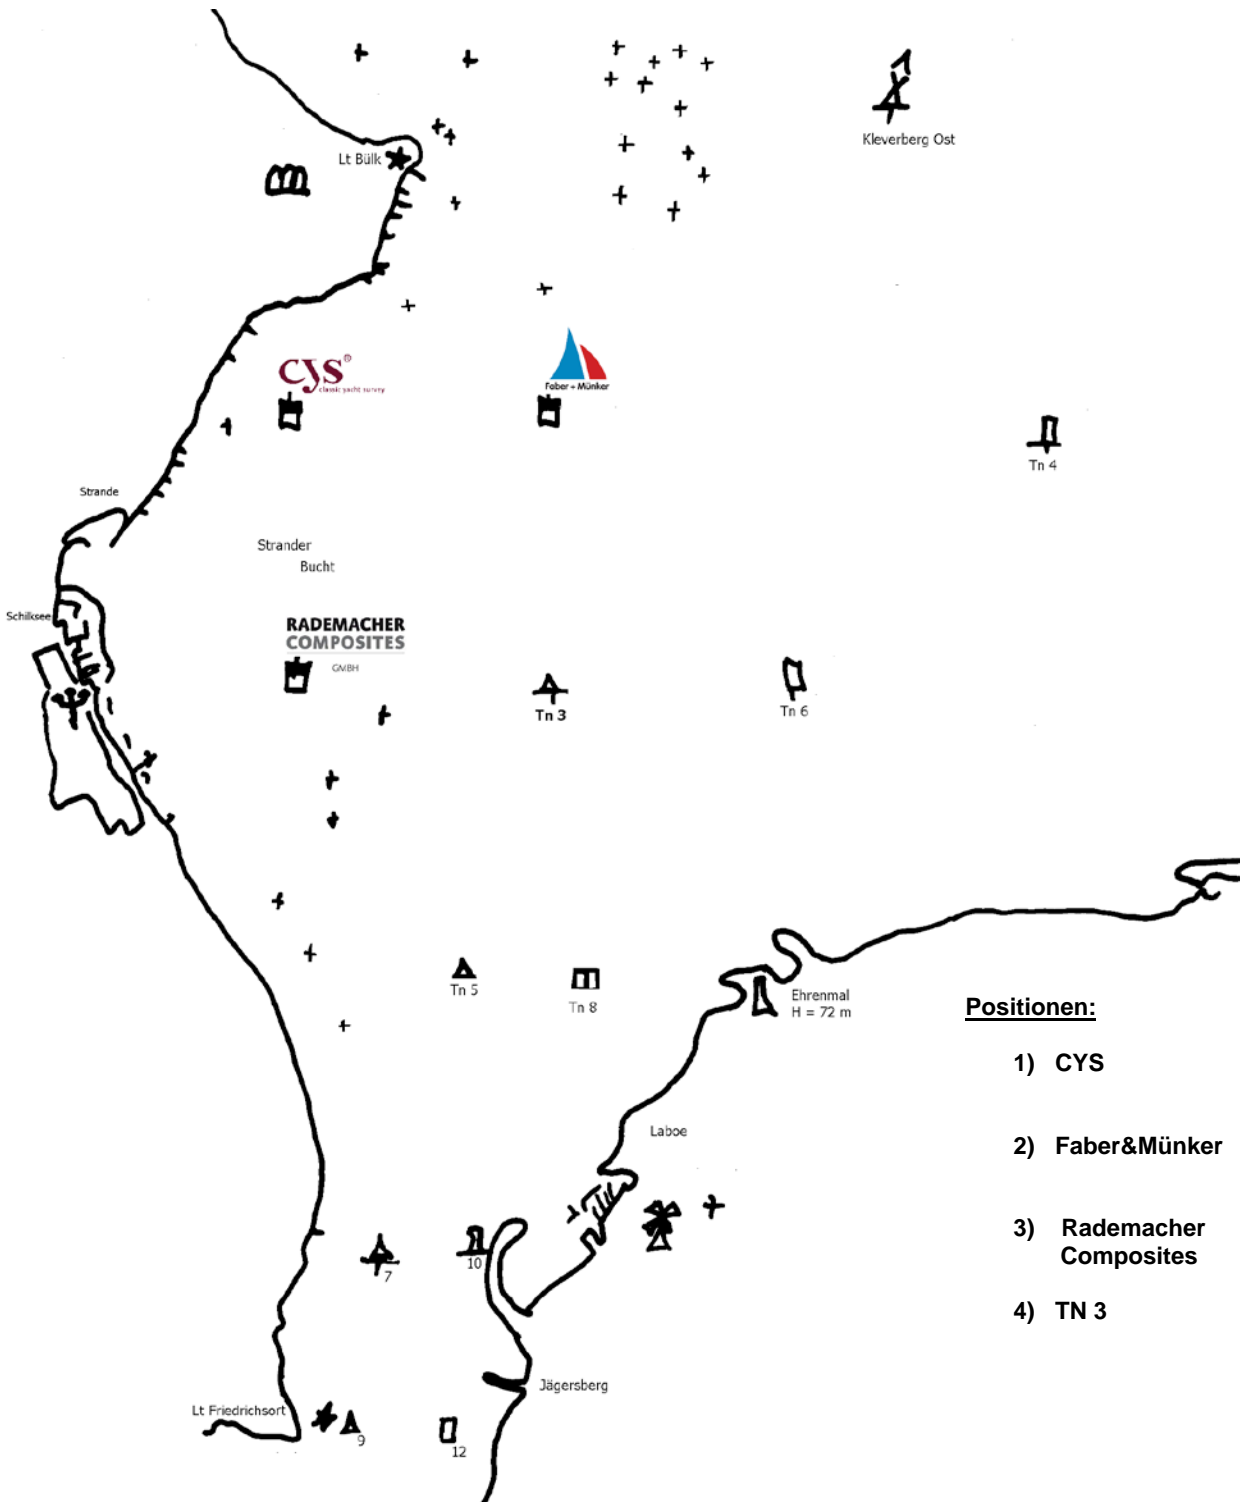 Kleverberg Ost
Lt Bülk
cys®
classic yacht survey
Faber + Münker
Tn 4
Strande
Strander
Bucht
Schilksee
RADEMACHER
COMPOSITES
GMBH
Tn 3
Tn 6
Tn 5
Tn 8
Ehrenmal
H = 72 m
Positionen:
1) CYS
2) Faber&Münker
3) Rademacher
Composites
4) TN 3
Laboe
7
10
Jägersberg
Lt Friedrichsort
9
12